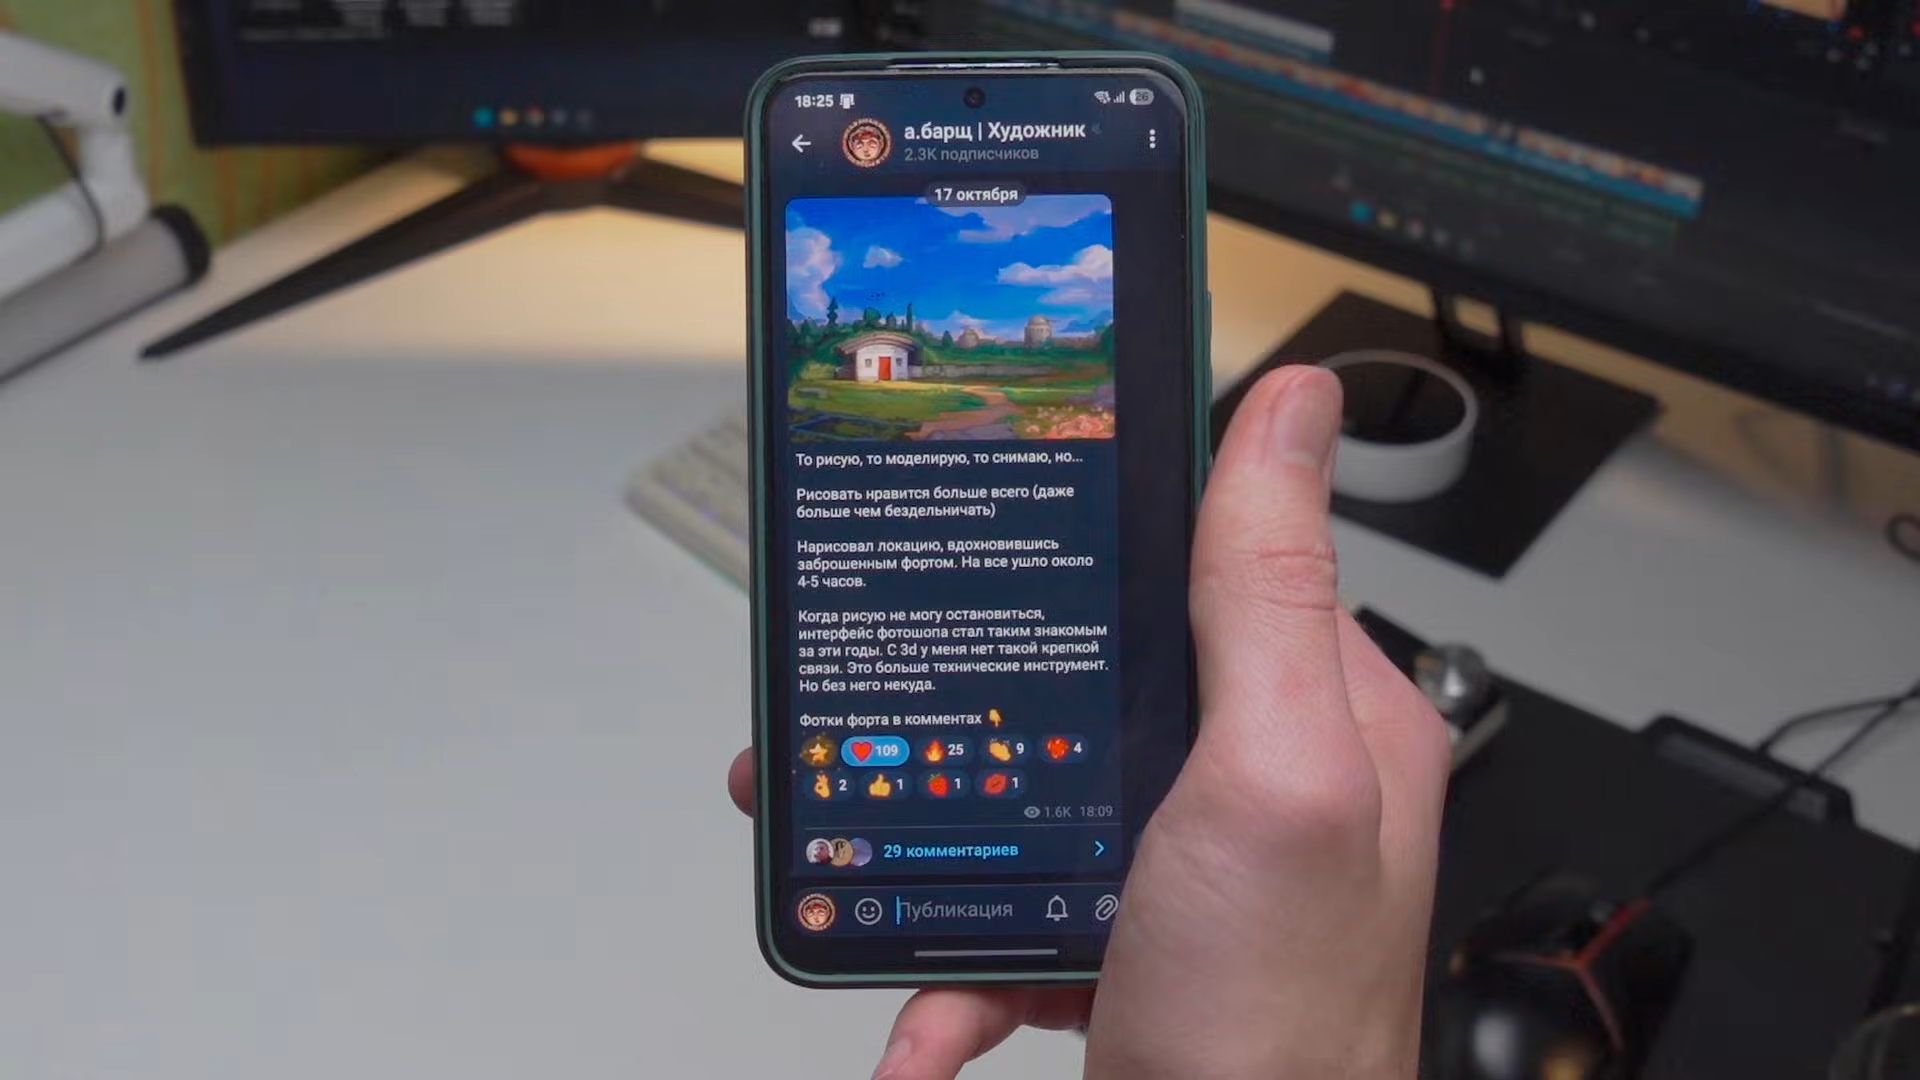 18:25
26
а.барщ | Художник
2.3K подписчиков
17 октября
То рисую, то моделирую, то снимаю, но...
Рисовать нравится больше всего (даже
больше чем бездельничать)
Нарисовал локацию, вдохновившись
заброшенным фортом. На все ушло около
4-5 часов.
Когда рисую не могу остановиться,
интерфейс фотошопа стал таким знакомым
за эти годы. С 3d у меня нет такой крепкой
связи. Это больше технические инструмент.
Но без него некуда.
Фотки форта в комментах 👇
109 25 9 4
2 1 1 1
1.6K 18:09
29 комментариев
Публикация